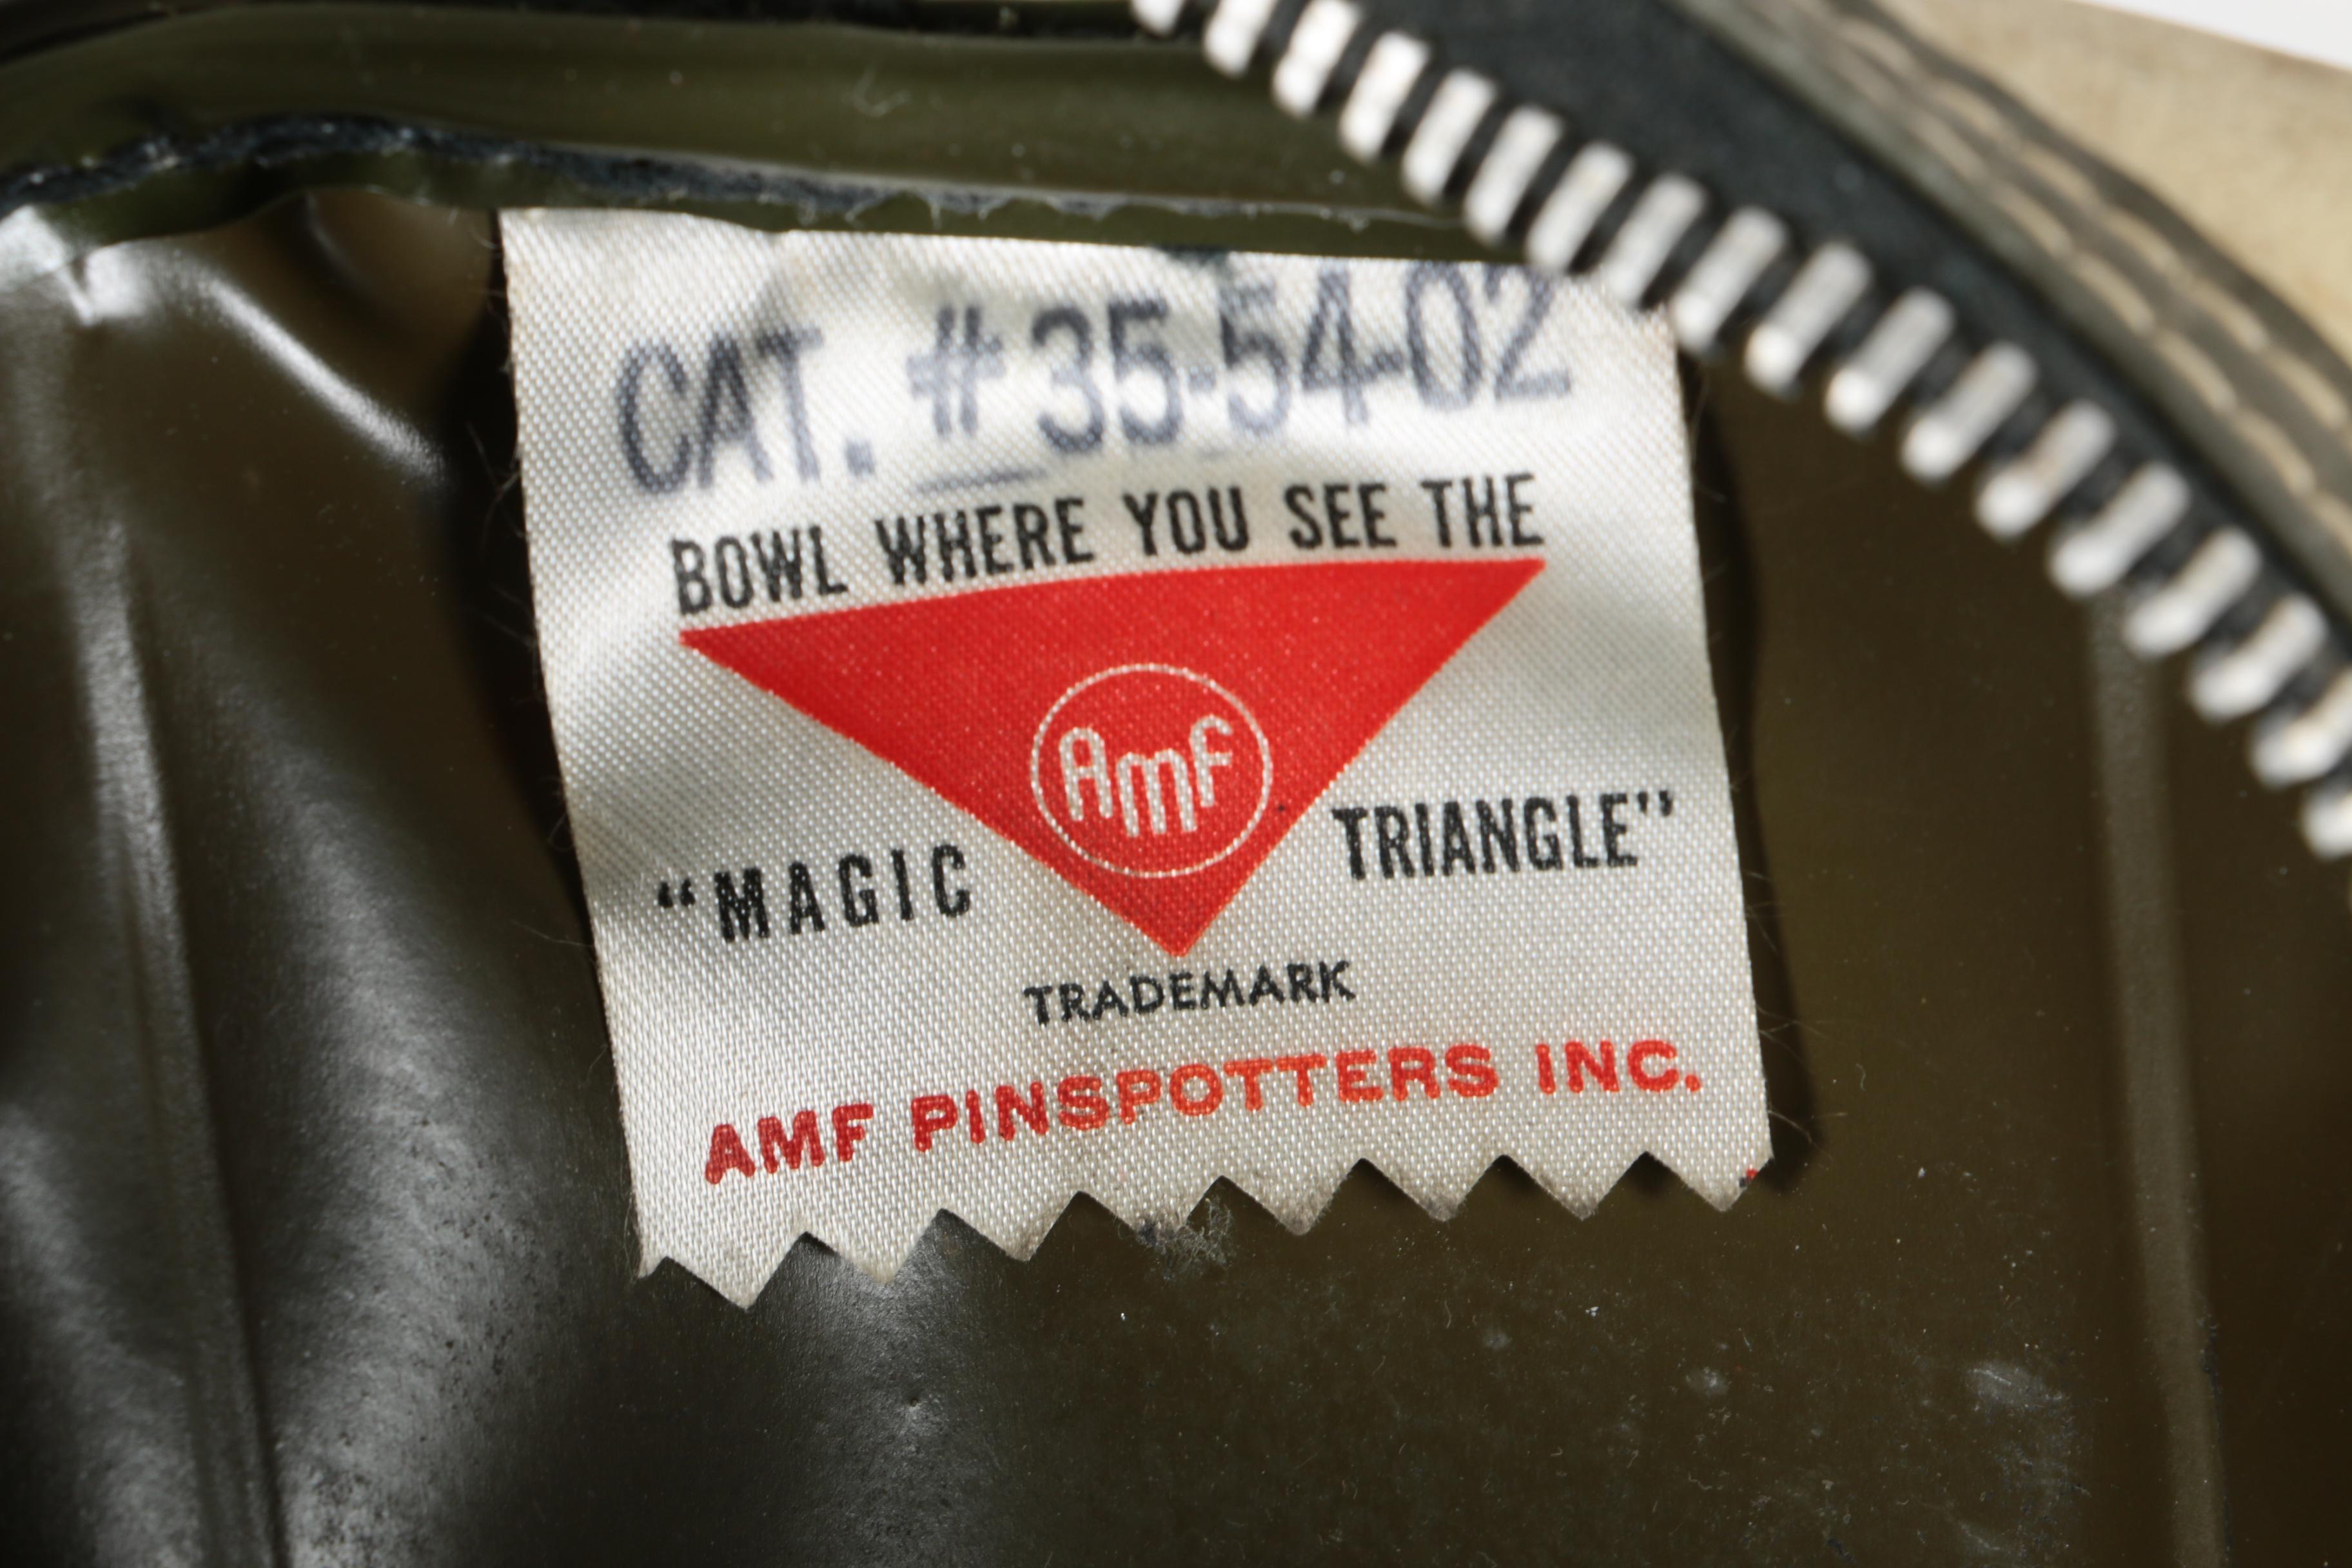 CAT. #35-54-02
BOWL WHERE YOU SEE THE
AMF
“MAGIC TRIANGLE”
TRADEMARK
AMF PINSPOTTERS INC.